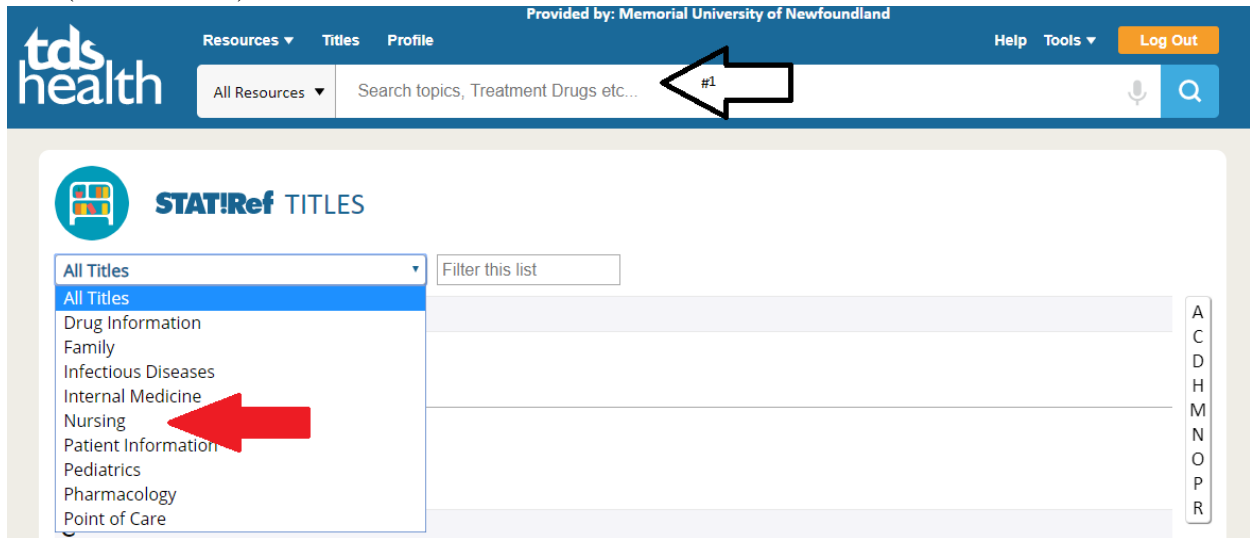 Provided by: Memorial University of Newfoundland
tds health
Resources ▼ Titles Profile Help Tools ▼ Log Out
All Resources ▼ Search topics, Treatment Drugs etc... #1
STAT!Ref TITLES
All Titles Filter this list
All Titles
Drug Information
Family
Infectious Diseases
Internal Medicine
Nursing
Patient Information
Pediatrics
Pharmacology
Point of Care
A
C
D
H
M
N
O
P
R